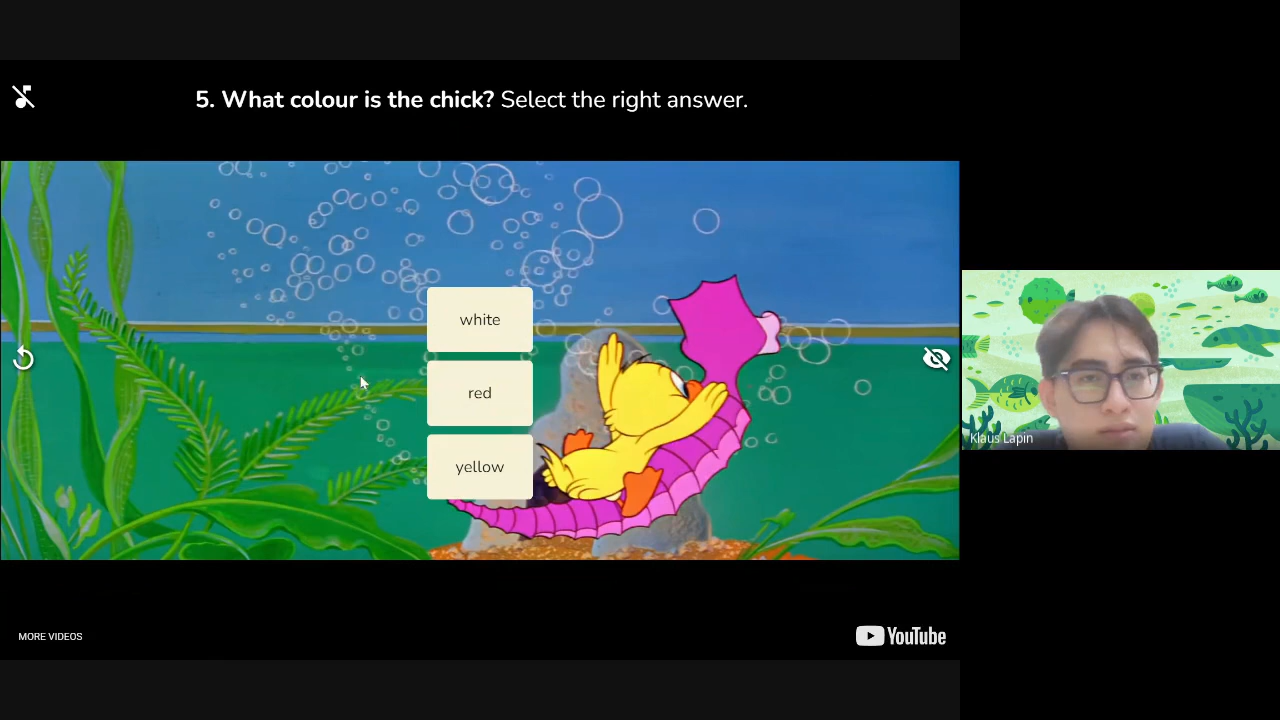 5. What colour is the chick? Select the right answer.
white
red
yellow
Klaus Lapin
MORE VIDEOS
YouTube